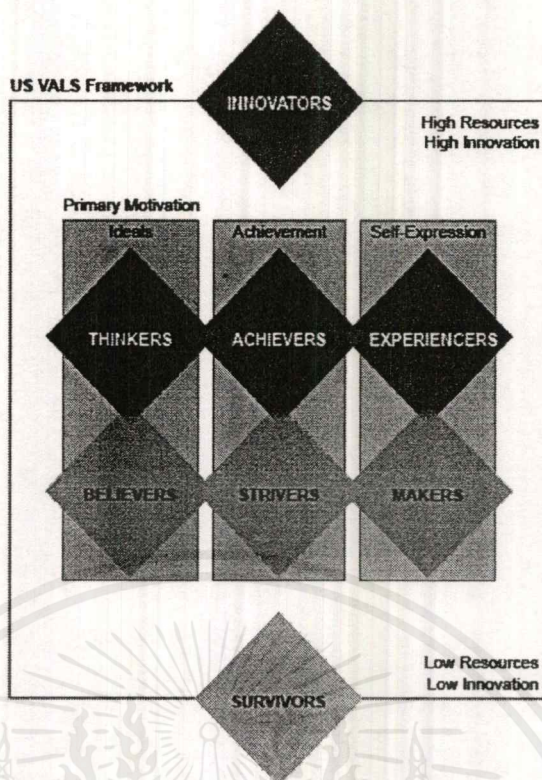 US VALS Framework
INNOVATORS
High Resources
High Innovation
Primary Motivation
Ideals Achievement Self-Expression
THINKERS ACHIEVERS EXPERIENCERS
BELIEVERS STRIVERS MAKERS
Low Resources
Low Innovation
SURVIVORS